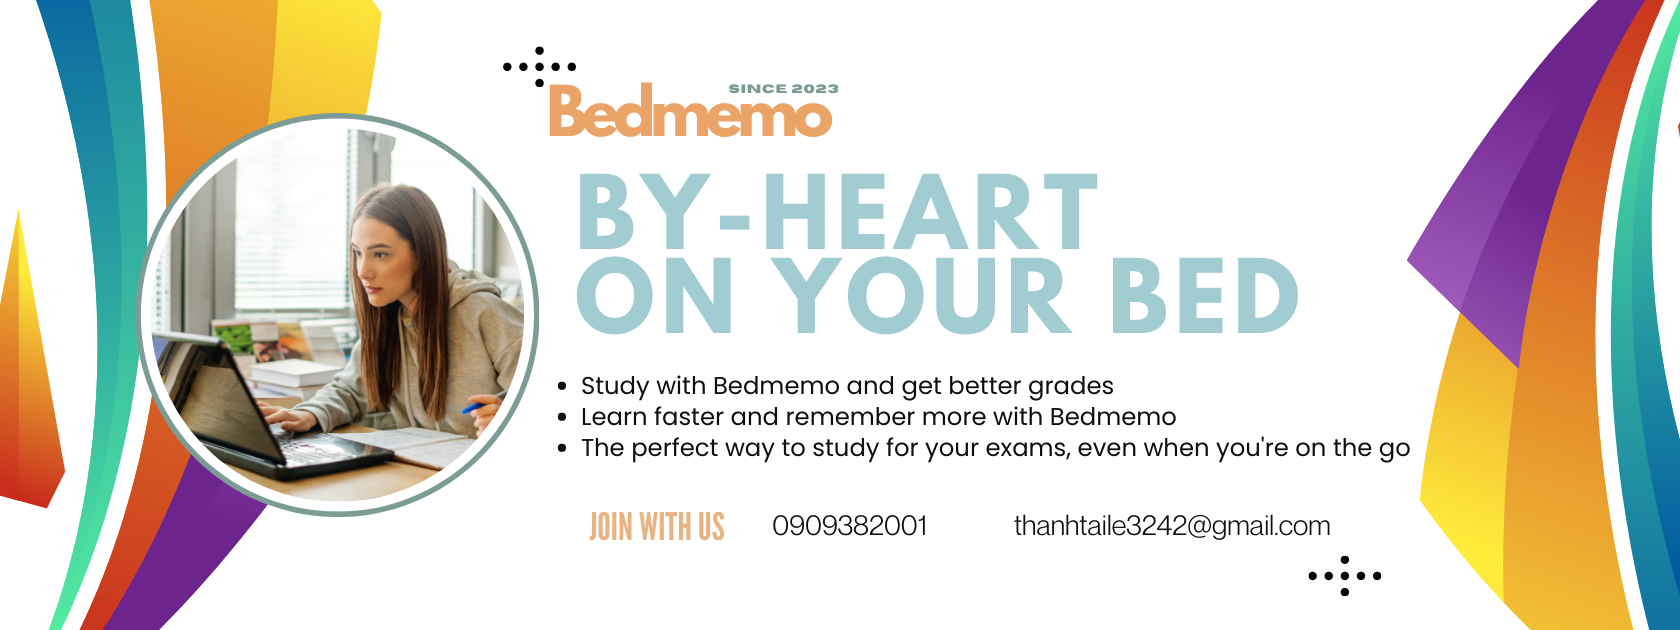 SINCE 2023
Bedmemo
BY-HEART
ON YOUR BED
• Study with Bedmemo and get better grades
• Learn faster and remember more with Bedmemo
• The perfect way to study for your exams, even when you're on the go
JOIN WITH US 0909382001 thanhtaile3242@gmail.com